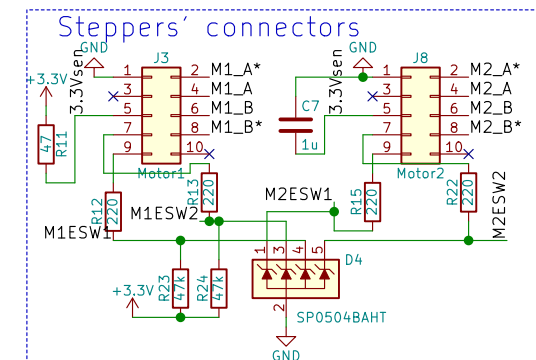 Steppers' connectors
GND
J3
+3.3V
3.3Vsen
1 2 M1_A*
3 4 M1_A
5 6 M1_B
7 8 M1_B*
9 10
47
R11
Motor1
R12
220
R13
220
M1ESW1
M1ESW2
R23
47k
R24
47k
+3.3V
GND
J8
3.3Vsen
C7
1u
1 2 M2_A*
3 4 M2_A
5 6 M2_B
7 8 M2_B*
9 10
Motor2
M2ESW1
R15
220
R22
220
M2ESW2
1 3 4 5
D4
2
SP0504BAHT
GND